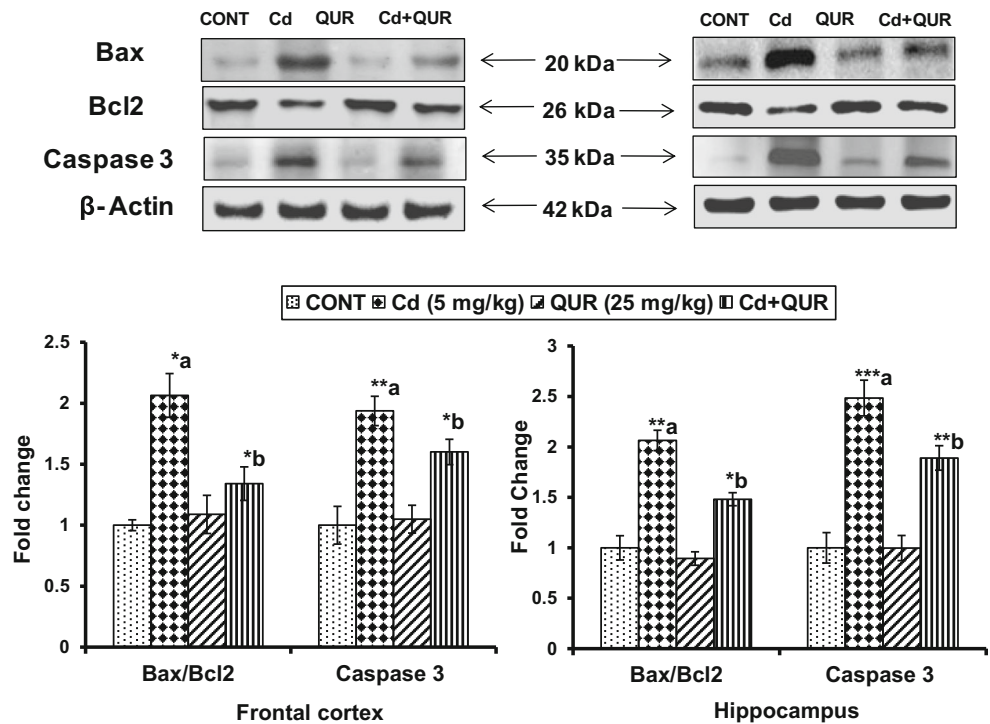 CONT Cd QUR Cd+QUR
CONT Cd QUR Cd+QUR
Bax
20 kDa
Bcl2
26 kDa
Caspase 3
35 kDa
β- Actin
42 kDa
CONT Cd (5 mg/kg) QUR (25 mg/kg) Cd+QUR
Fold change
2.5
2
1.5
1
0.5
0
*a
*b
**a
*b
Bax/Bcl2
Caspase 3
Frontal cortex
Fold Change
3
2.5
2
1.5
1
0.5
0
**a
*b
***a
**b
Bax/Bcl2
Caspase 3
Hippocampus